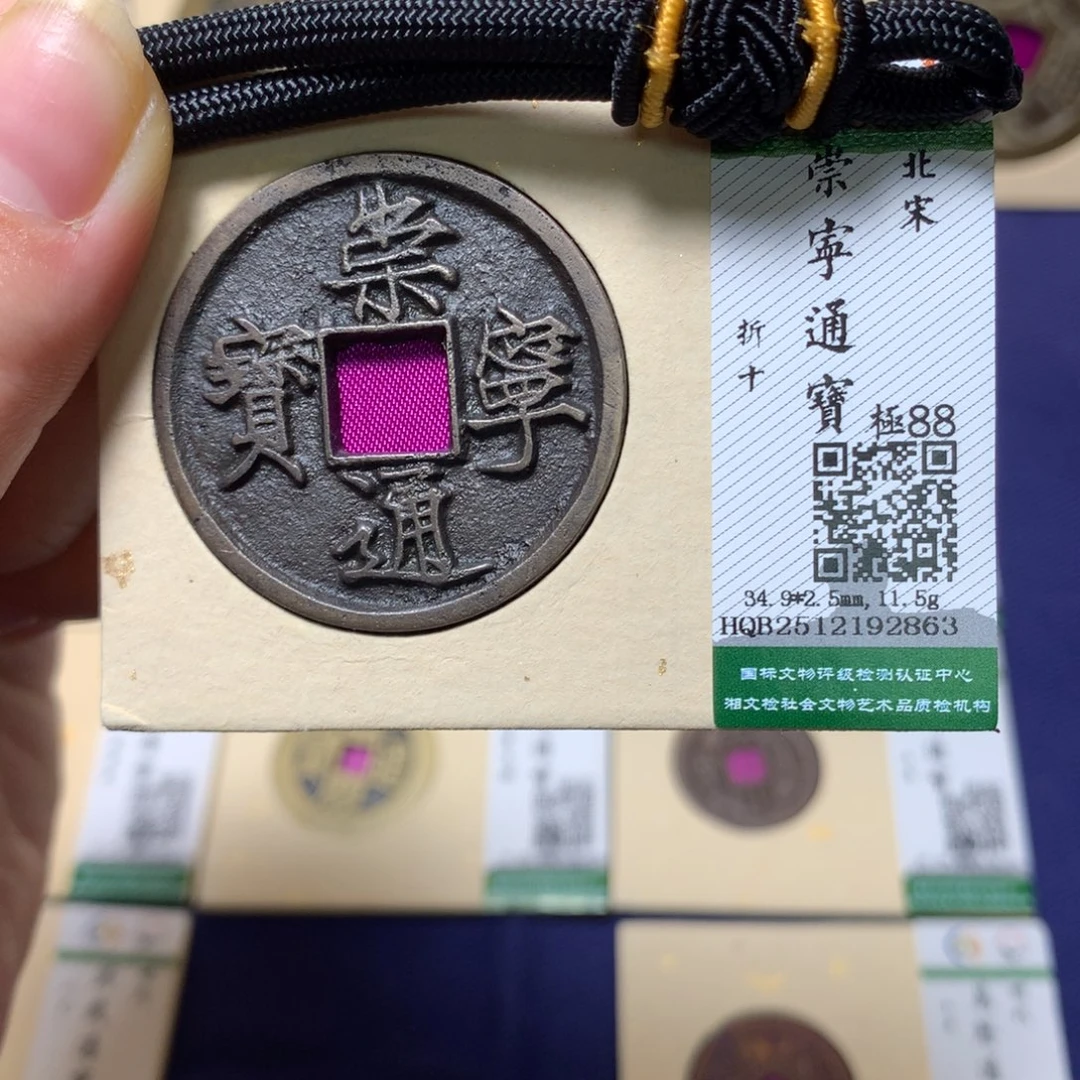 崇寧通寳
北宋
崇寧通寳
折十
極88
34.9*2.5mm,11.5g
HQB2512192863
国标文物评级检测认证中心
湘文检社会文物艺术品质检机构